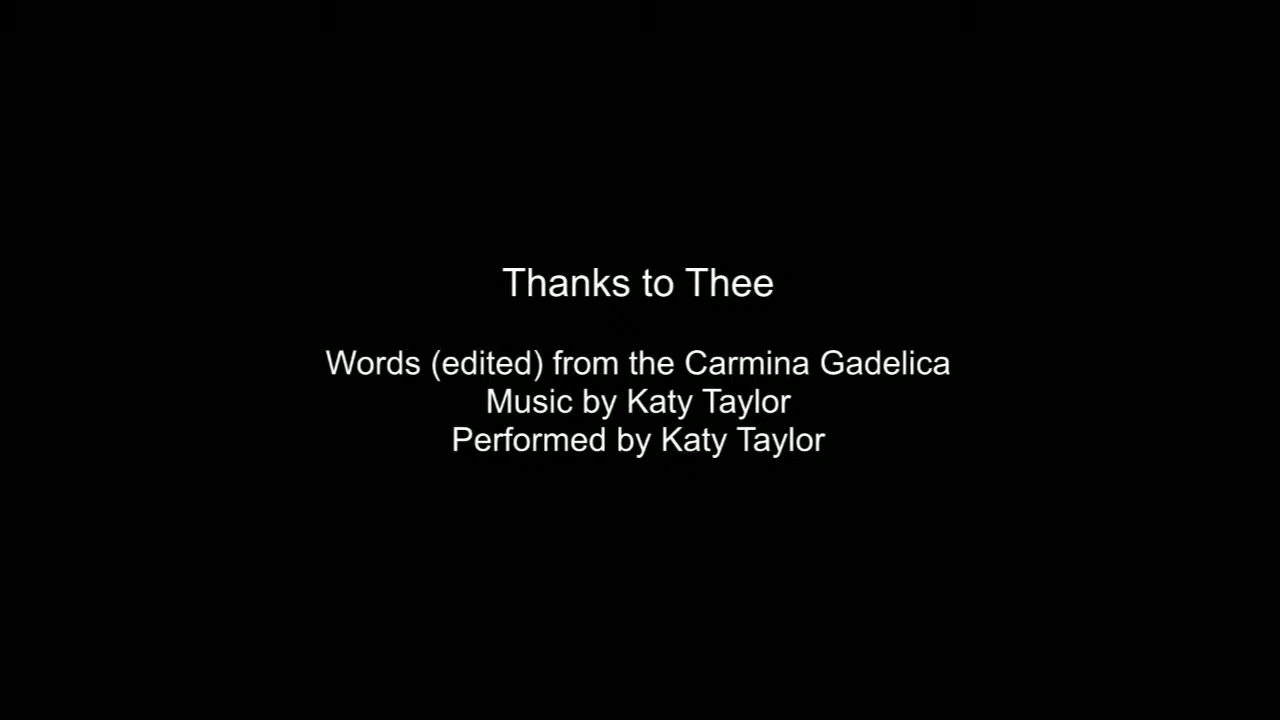 Thanks to Thee
Words (edited) from the Carmina Gadelica
Music by Katy Taylor
Performed by Katy Taylor